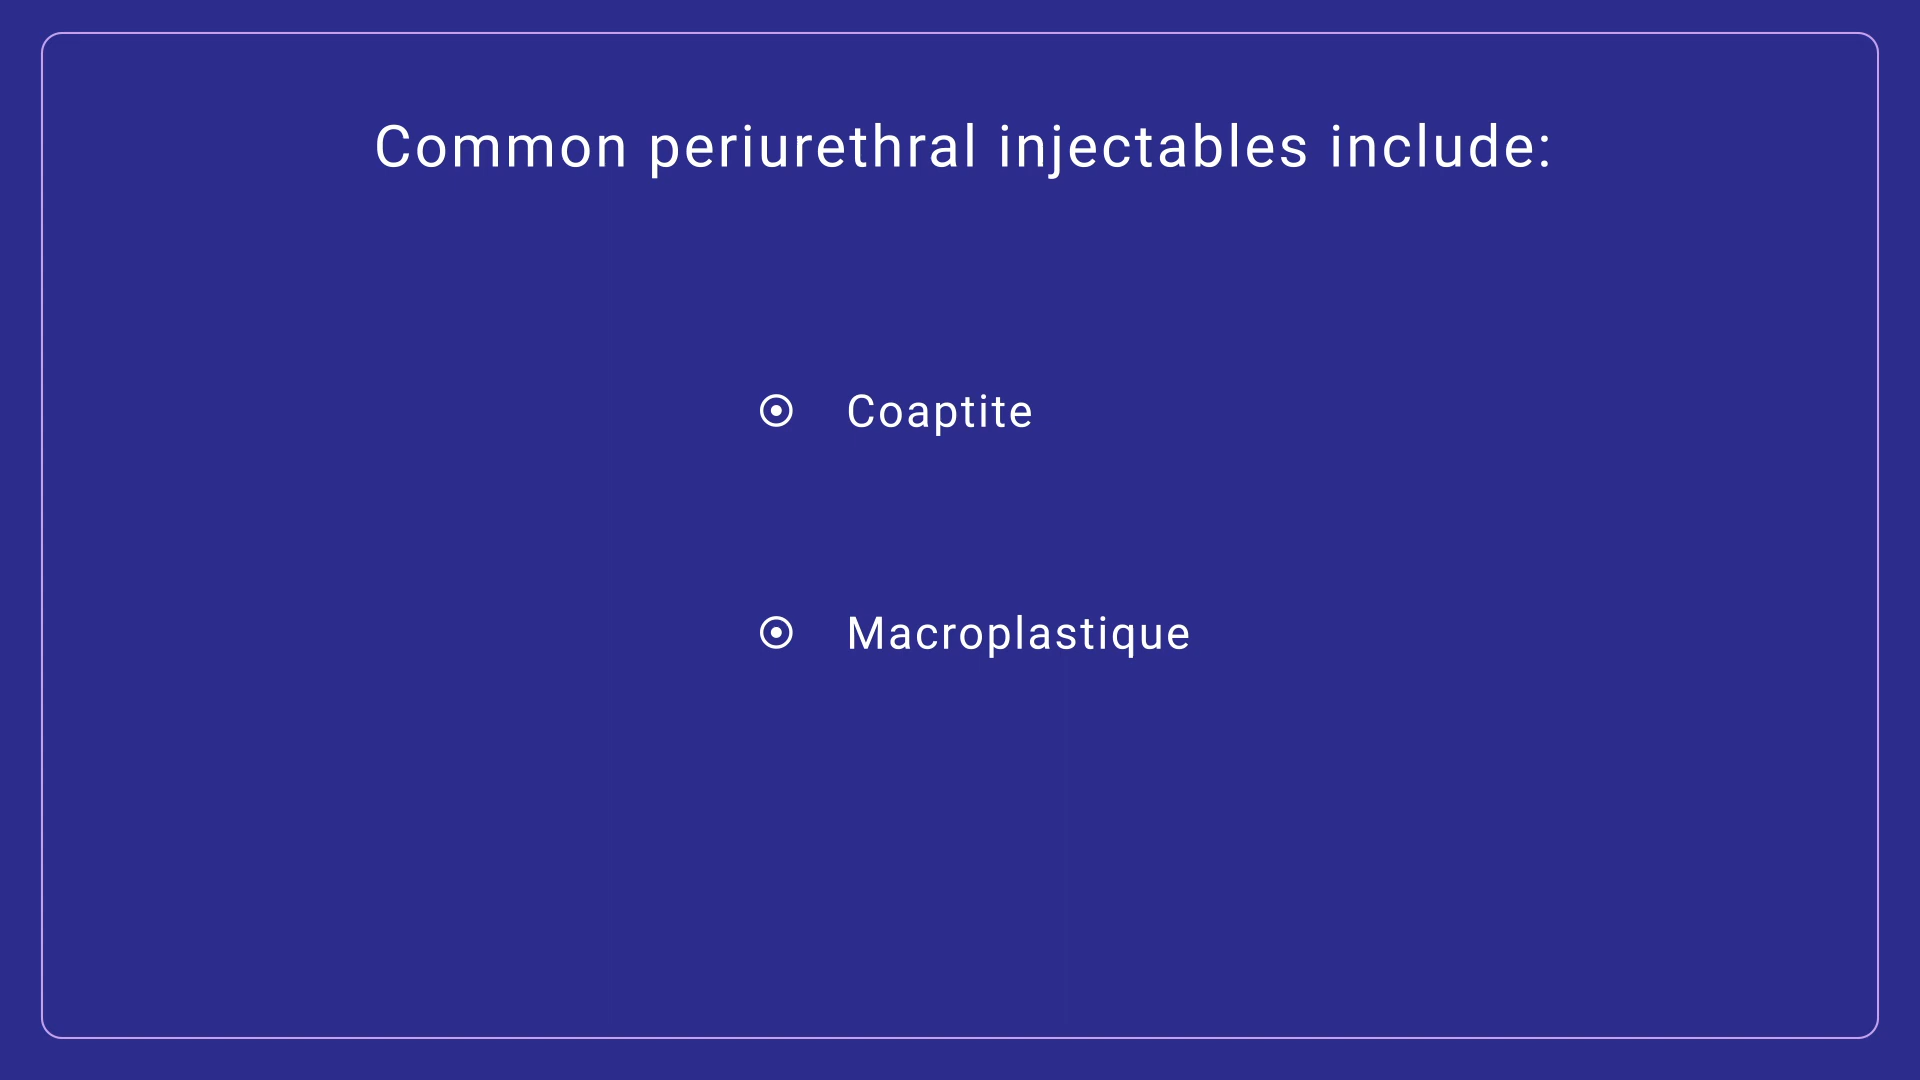 Common periurethral injectables include:
Coaptite
Macroplastique